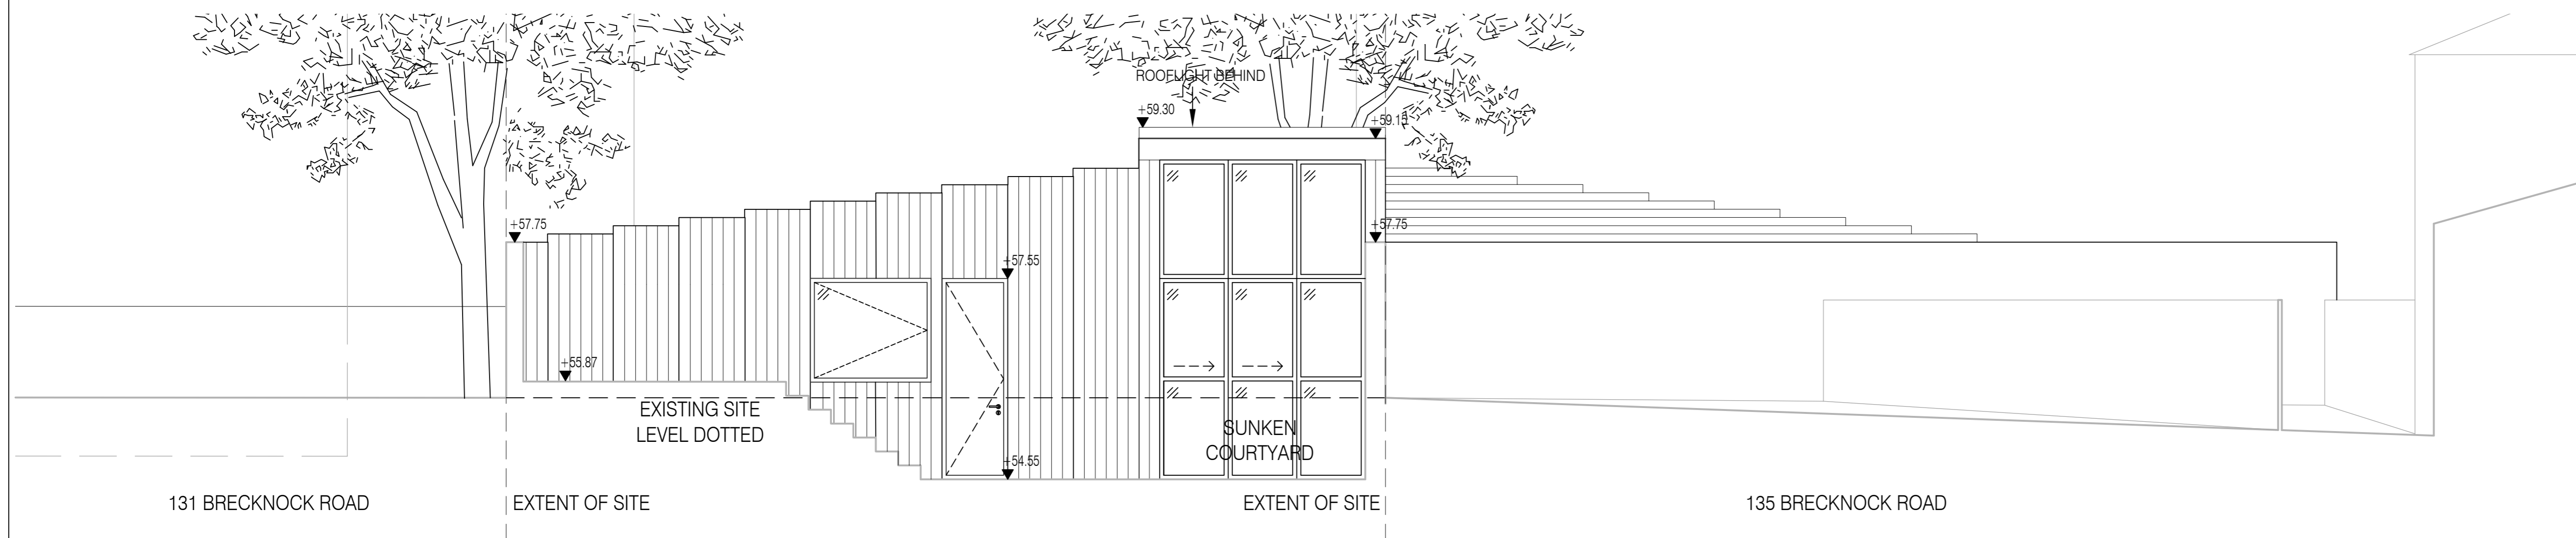 ROOFLIGHT BEHIND
+59.30
+59.15
+57.75
+57.75
+57.55
+55.87
EXISTING SITE
LEVEL DOTTED
SUNKEN
COURTYARD
+54.55
131 BRECKNOCK ROAD
EXTENT OF SITE
EXTENT OF SITE
135 BRECKNOCK ROAD